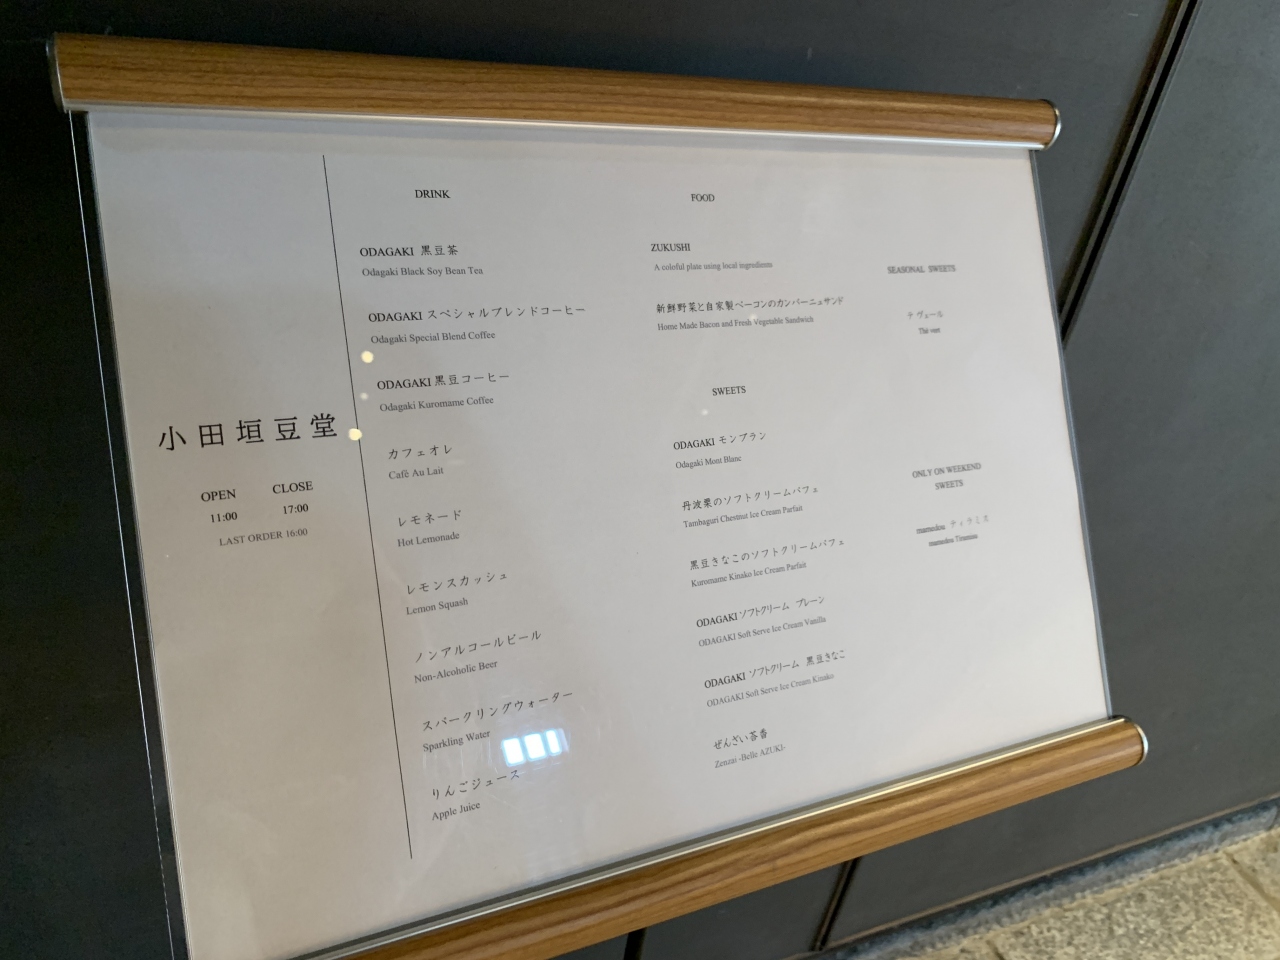 小田垣豆堂
OPEN CLOSE
11:00 17:00
LAST ORDER 16:00
DRINK
ODAGAKI 黒豆茶
Odagaki Black Soy Bean Tea
ODAGAKI スペシャルブレンドコーヒー
Odagaki Special Blend Coffee
ODAGAKI 黒豆コーヒー
Odagaki Kuromame Coffee
カフェオレ
Café Au Lait
レモネード
Hot Lemonade
レモンスカッシュ
Lemon Squash
ノンアルコールビール
Non-Alcoholic Beer
スパークリングウォーター
Sparkling Water
りんごジュース
Apple Juice
FOOD
ZUKUSHI
A coloful plate using local ingredients
新鮮野菜と自家製ベーコンのカンパーニュサンド
Home Made Bacon and Fresh Vegetable Sandwich
SWEETS
ODAGAKI モンブラン
Odagaki Mont Blanc
丹波栗のソフトクリームパフェ
Tambaguri Chestnut Ice Cream Parfait
黒豆きなこのソフトクリームパフェ
Kuromame Kinako Ice Cream Parfait
ODAGAKI ソフトクリーム プレーン
ODAGAKI Soft Serve Ice Cream Vanilla
ODAGAKI ソフトクリーム 黒豆きなこ
ODAGAKI Soft Serve Ice Cream Kinako
ぜんざい善香
Zenzai -Belle AZUKI-
SEASONAL SWEETS
テ ヴェール
Thé vert
ONLY ON WEEKEND
SWEETS
mamedou ティラミス
mamedou Tiramisu